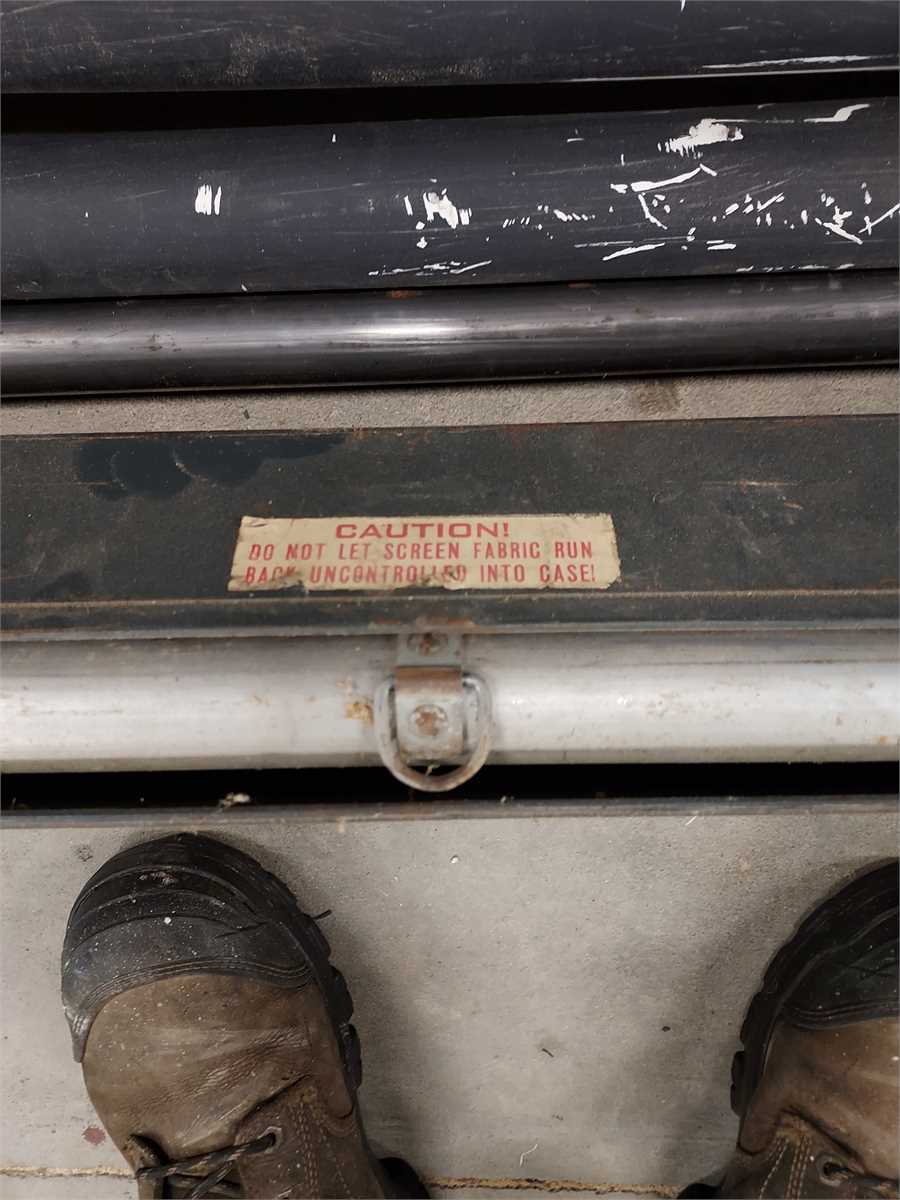 CAUTION!
DO NOT LET SCREEN FABRIC RUN
BACK UNCONTROLLED INTO CASE!